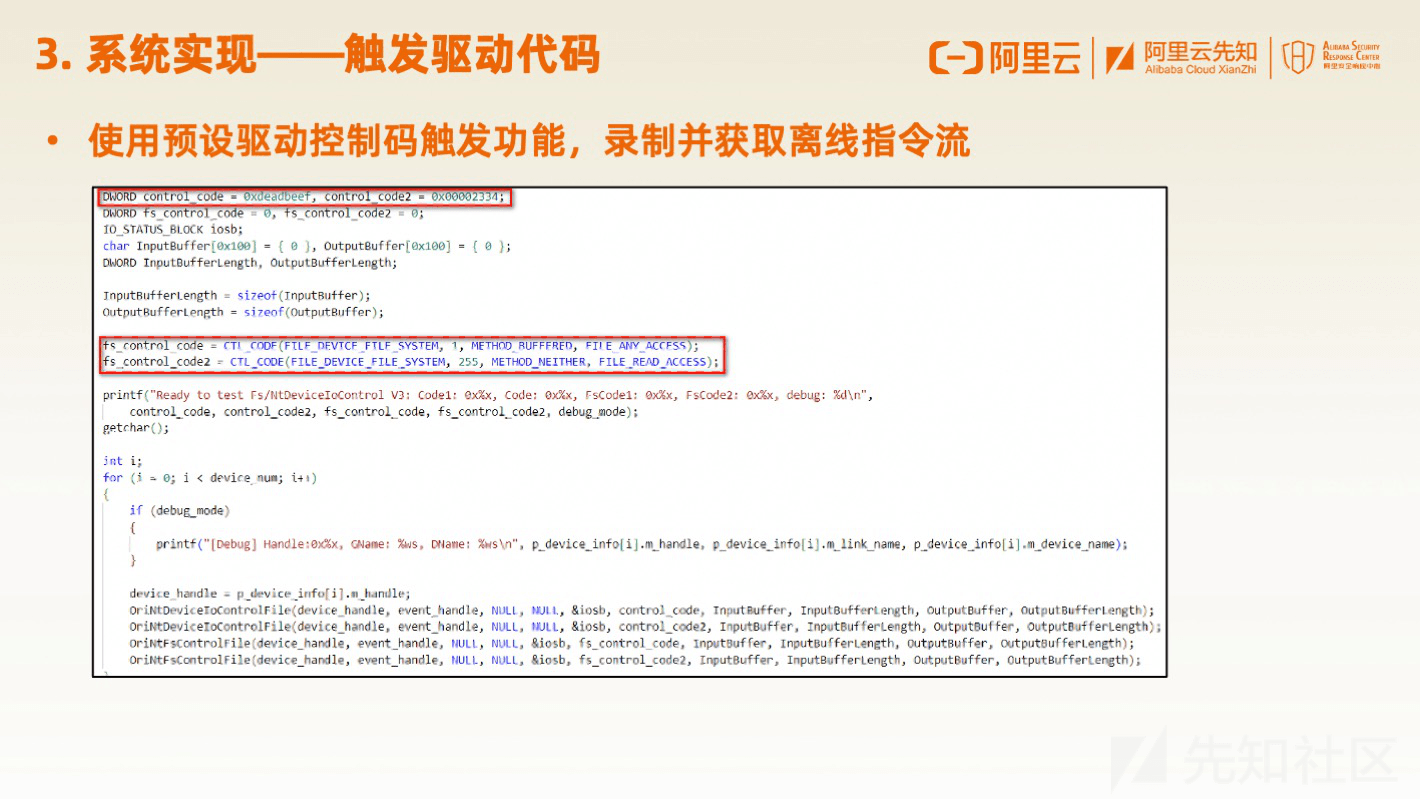 3. 系统实现——触发驱动代码
阿里云
阿里云先知
Alibaba Cloud XianZhi
ALIBABA SECURITY
RESPONSE CENTER
阿里安全响应中心
• 使用预设驱动控制码触发功能，录制并获取离线指令流
DWORD control_code = 0xdeadbeef, control_code2 = 0x00002334;
DWORD fs_control_code = 0, fs_control_code2 = 0;
IO_STATUS_BLOCK iosb;
char InputBuffer[0x100] = { 0 }, OutputBuffer[0x100] = { 0 };
DWORD InputBufferLength, OutputBufferLength;
InputBufferLength = sizeof(InputBuffer);
OutputBufferLength = sizeof(OutputBuffer);
fs_control_code = CTL_CODE(FILE_DEVICE_FILE_SYSTEM, 1, METHOD_BUFFERED, FILE_ANY_ACCESS);
fs_control_code2 = CTL_CODE(FILE_DEVICE_FILE_SYSTEM, 255, METHOD_NEITHER, FILE_READ_ACCESS);
printf("Ready to test Fs/NtDeviceIoControl V3: Code1: 0x%x, Code: 0x%x, FsCode1: 0x%x, FsCode2: 0x%x, debug: %d\n",
control_code, control_code2, fs_control_code, fs_control_code2, debug_mode);
getchar();
int i;
for (i = 0; i < device_num; i++)
{
if (debug_mode)
{
printf("[Debug] Handle:0x%x, GName: %ws, DName: %ws\n", p_device_info[i].m_handle, p_device_info[i].m_link_name, p_device_info[i].m_device_name);
}
device_handle = p_device_info[i].m_handle;
OriNtDeviceIoControlFile(device_handle, event_handle, NULL, NULL, &iosb, control_code, InputBuffer, InputBufferLength, OutputBuffer, OutputBufferLength);
OriNtDeviceIoControlFile(device_handle, event_handle, NULL, NULL, &iosb, control_code2, InputBuffer, InputBufferLength, OutputBuffer, OutputBufferLength);
OriNtFsControlFile(device_handle, event_handle, NULL, NULL, &iosb, fs_control_code, InputBuffer, InputBufferLength, OutputBuffer, OutputBufferLength);
OriNtFsControlFile(device_handle, event_handle, NULL, NULL, &iosb, fs_control_code2, InputBuffer, InputBufferLength, OutputBuffer, OutputBufferLength);
先知社区